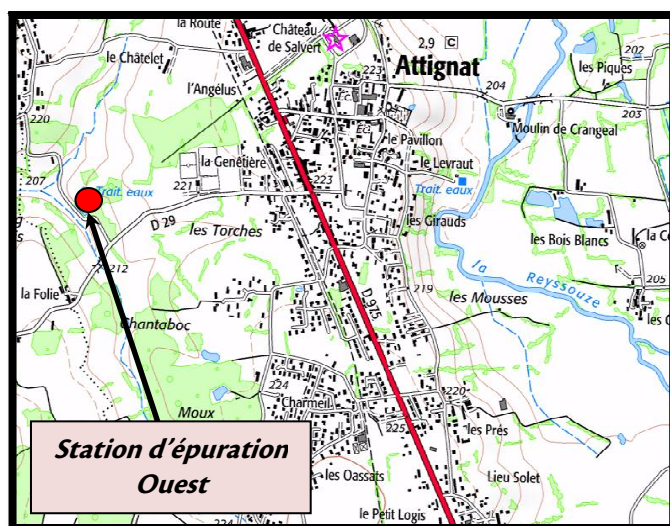 la Route
Château
de Salvert
2,9 C
Attignat
le Châtelet
l'Angélus
223
202
les Piques
204
203
220
Moulin de Crangeal
le Pavillon
la Genétière
le Levraut
207
Trait. eaux
221
223
Trait. eaux
D 29
les Torches
les Girauds
les Bois Blancs
212
la Folie
D 975
219
les Mousses
la Reyssouze
205
Chantaboc
224
Charmeil
220
Moux
225
les Prés
Station d'épuration
Ouest
les Oassats
Lieu Solet
le Petit Logis
224